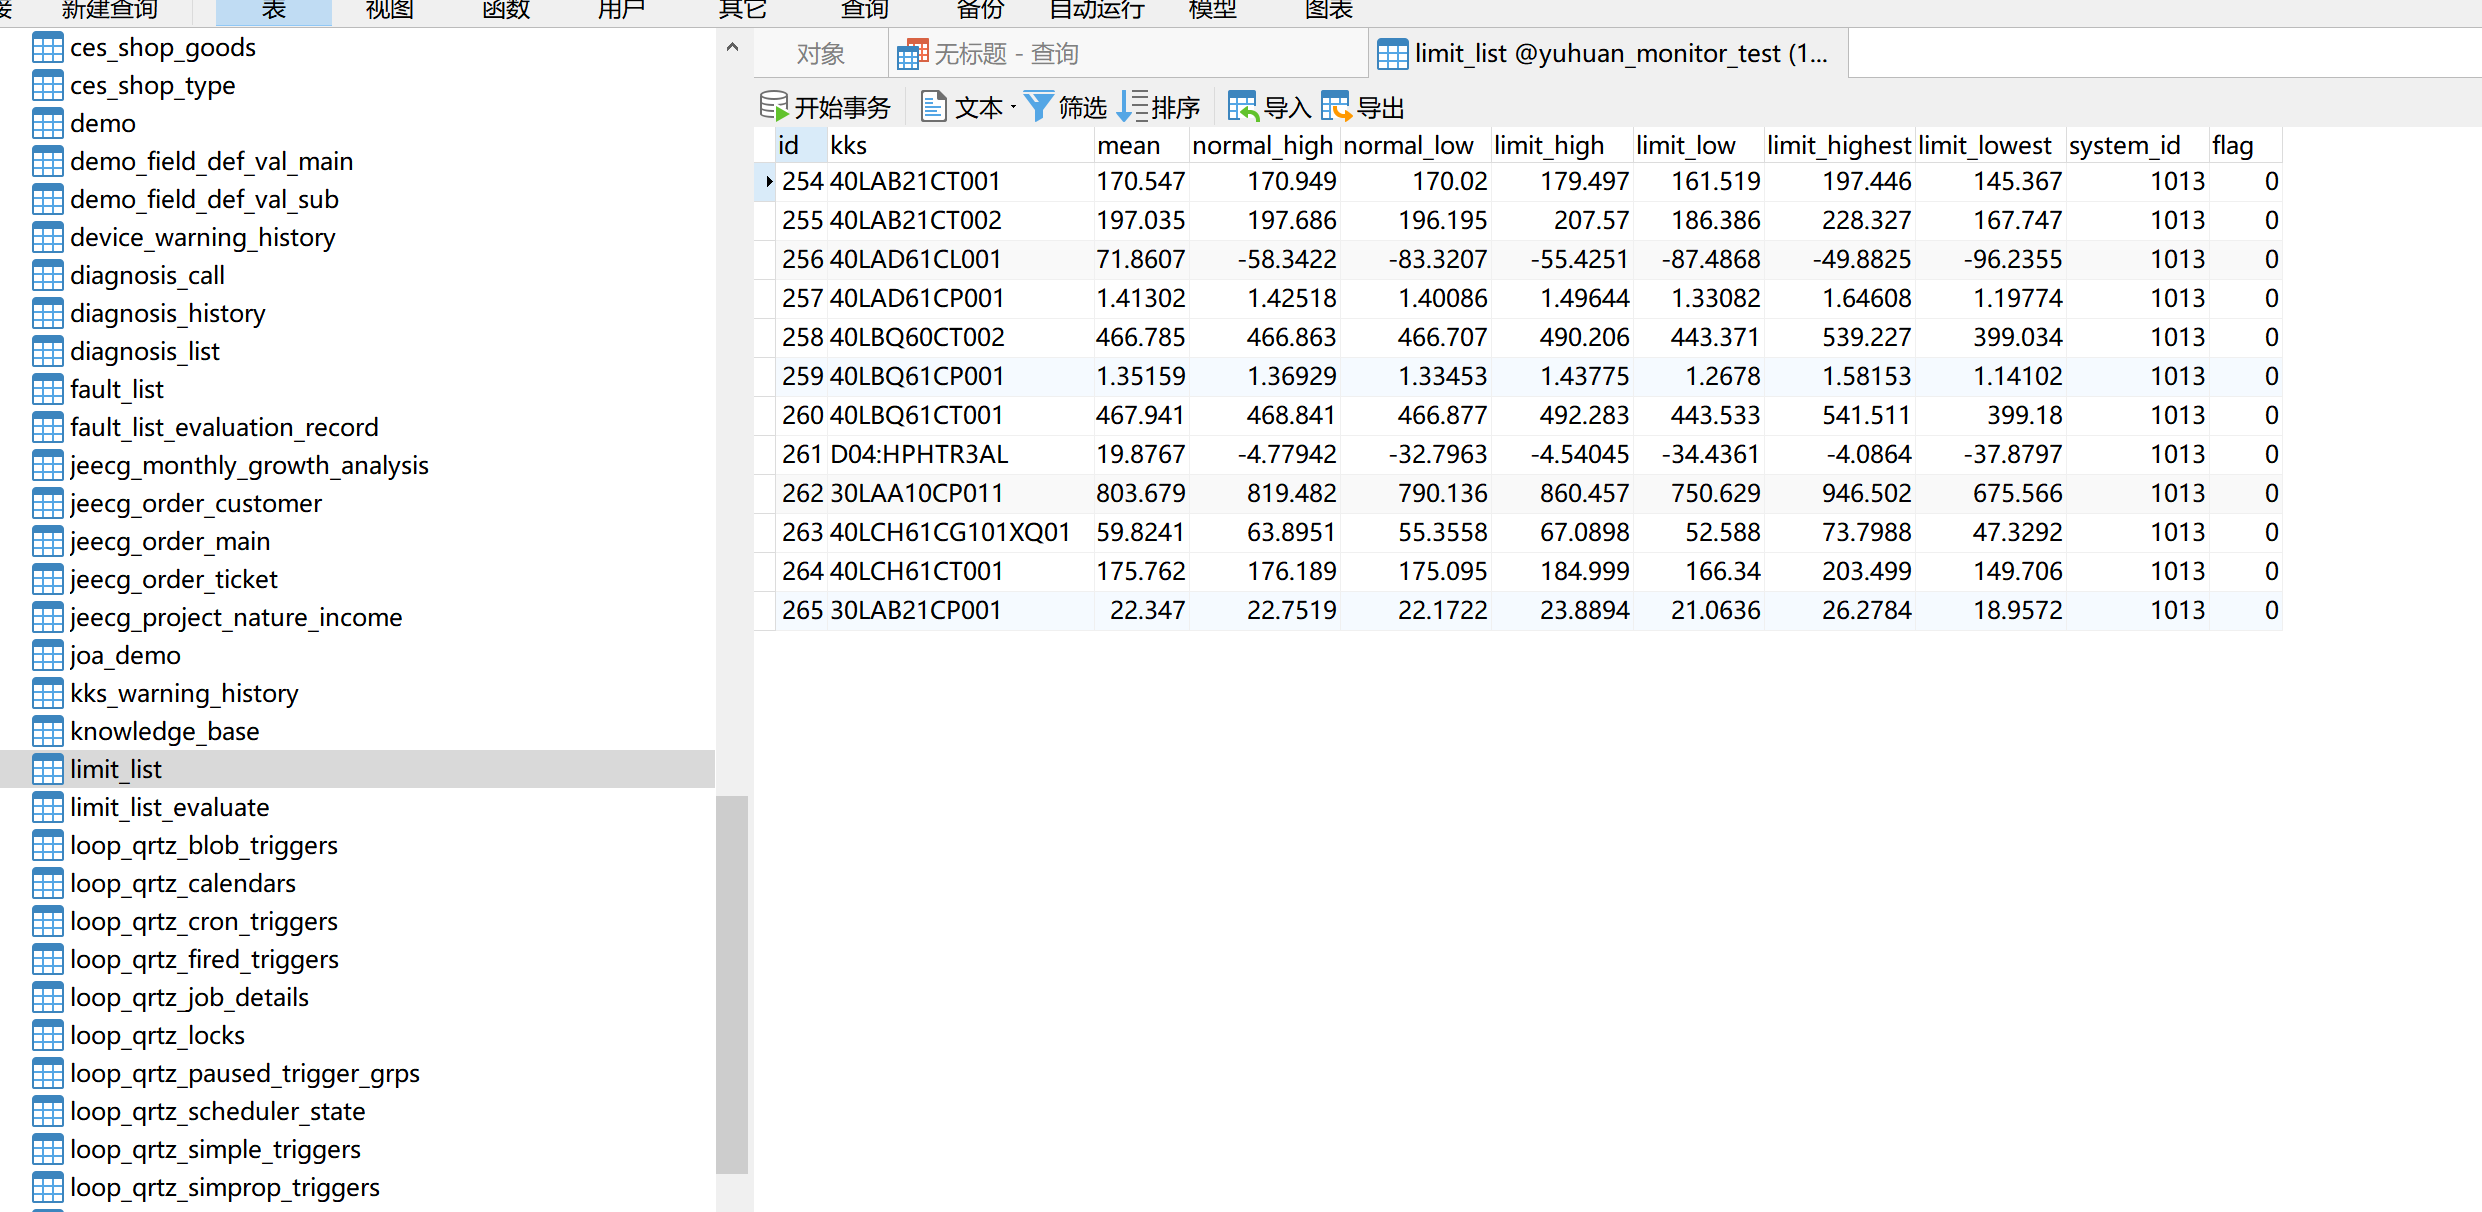 新建查询 表 视图 函数 用户 其它 查询 备份 自动运行 模型 图表
ces_shop_goods
ces_shop_type
demo
demo_field_def_val_main
demo_field_def_val_sub
device_warning_history
diagnosis_call
diagnosis_history
diagnosis_list
fault_list
fault_list_evaluation_record
jeecg_monthly_growth_analysis
jeecg_order_customer
jeecg_order_main
jeecg_order_ticket
jeecg_project_nature_income
joa_demo
kks_warning_history
knowledge_base
limit_list
limit_list_evaluate
loop_qrtz_blob_triggers
loop_qrtz_calendars
loop_qrtz_cron_triggers
loop_qrtz_fired_triggers
loop_qrtz_job_details
loop_qrtz_locks
loop_qrtz_paused_trigger_grps
loop_qrtz_scheduler_state
loop_qrtz_simple_triggers
loop_qrtz_simprop_triggers
对象 无标题 - 查询 limit_list @yuhuan_monitor_test (1...
开始事务 文本 筛选 排序 导入 导出
id kks mean normal_high normal_low limit_high limit_low limit_highest limit_lowest system_id flag
254 40LAB21CT001 170.547 170.949 170.02 179.497 161.519 197.446 145.367 1013 0
255 40LAB21CT002 197.035 197.686 196.195 207.57 186.386 228.327 167.747 1013 0
256 40LAD61CL001 71.8607 -58.3422 -83.3207 -55.4251 -87.4868 -49.8825 -96.2355 1013 0
257 40LAD61CP001 1.41302 1.42518 1.40086 1.49644 1.33082 1.64608 1.19774 1013 0
258 40LBQ60CT002 466.785 466.863 466.707 490.206 443.371 539.227 399.034 1013 0
259 40LBQ61CP001 1.35159 1.36929 1.33453 1.43775 1.2678 1.58153 1.14102 1013 0
260 40LBQ61CT001 467.941 468.841 466.877 492.283 443.533 541.511 399.18 1013 0
261 D04:HPHTR3AL 19.8767 -4.77942 -32.7963 -4.54045 -34.4361 -4.0864 -37.8797 1013 0
262 30LAA10CP011 803.679 819.482 790.136 860.457 750.629 946.502 675.566 1013 0
263 40LCH61CG101XQ01 59.8241 63.8951 55.3558 67.0898 52.588 73.7988 47.3292 1013 0
264 40LCH61CT001 175.762 176.189 175.095 184.999 166.34 203.499 149.706 1013 0
265 30LAB21CP001 22.347 22.7519 22.1722 23.8894 21.0636 26.2784 18.9572 1013 0